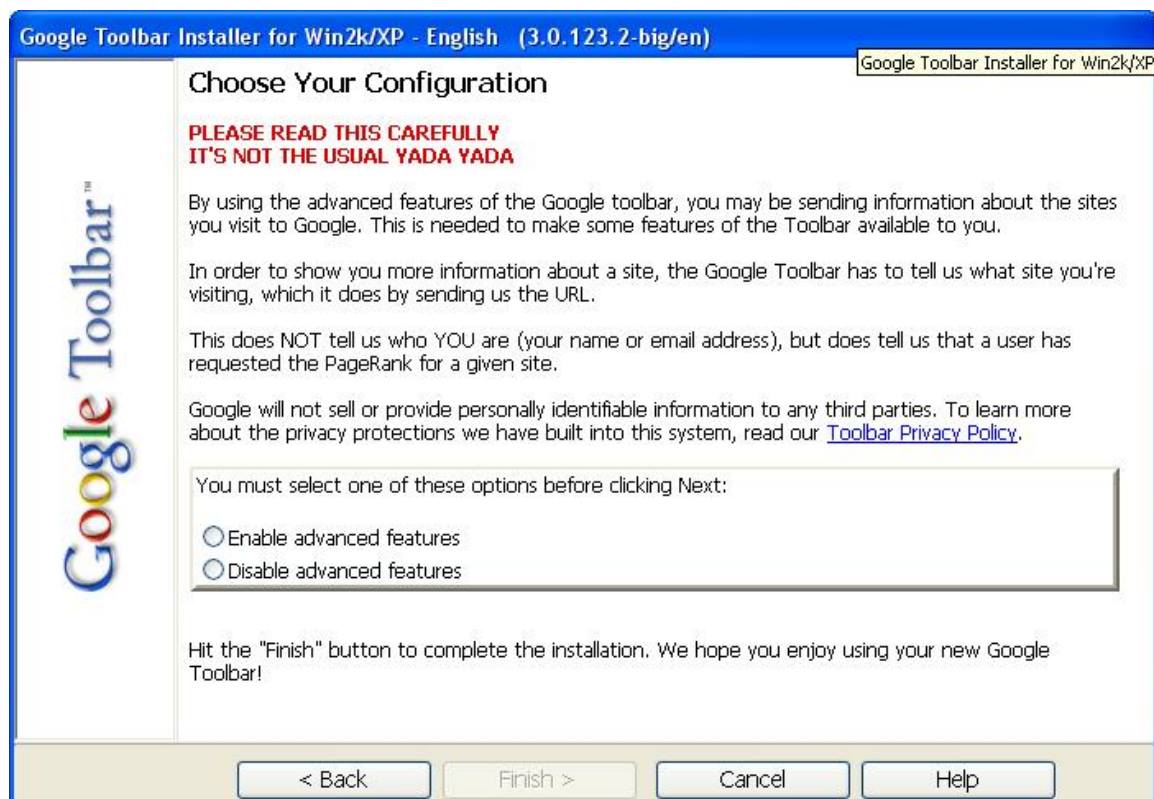 Google Toolbar Installer for Win2k/XP - English (3.0.123.2-big/en)
Google Toolbar Installer for Win2k/XP
Google Toolbar™
Choose Your Configuration
PLEASE READ THIS CAREFULLY
IT'S NOT THE USUAL YADA YADA
By using the advanced features of the Google toolbar, you may be sending information about the sites
you visit to Google. This is needed to make some features of the Toolbar available to you.
In order to show you more information about a site, the Google Toolbar has to tell us what site you're
visiting, which it does by sending us the URL.
This does NOT tell us who YOU are (your name or email address), but does tell us that a user has
requested the PageRank for a given site.
Google will not sell or provide personally identifiable information to any third parties. To learn more
about the privacy protections we have built into this system, read our Toolbar Privacy Policy.
You must select one of these options before clicking Next:
Enable advanced features
Disable advanced features
Hit the "Finish" button to complete the installation. We hope you enjoy using your new Google
Toolbar!
< Back
Finish >
Cancel
Help